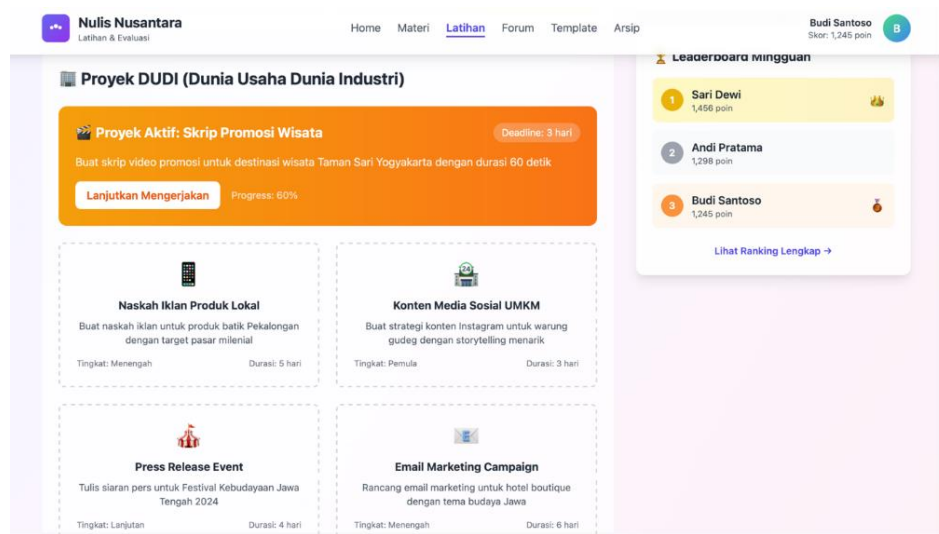 Nulis Nusantara
Latihan & Evaluasi
Home Materi Latihan Forum Template Arsip
Budi Santoso
Skor: 1,245 poin
B
Proyek DUDI (Dunia Usaha Dunia Industri)
Proyek Aktif: Skrip Promosi Wisata
Deadline: 3 hari
Buat skrip video promosi untuk destinasi wisata Taman Sari Yogyakarta dengan durasi 60 detik
Lanjutkan Mengerjakan
Progress: 60%
Naskah Iklan Produk Lokal
Buat naskah iklan untuk produk batik Pekalongan
dengan target pasar milenial
Tingkat: Menengah Durasi: 5 hari
24
Konten Media Sosial UMKM
Buat strategi konten Instagram untuk warung
gudeg dengan storytelling menarik
Tingkat: Pemula Durasi: 3 hari
Press Release Event
Tulis siaran pers untuk Festival Kebudayaan Jawa
Tengah 2024
Tingkat: Lanjutan Durasi: 4 hari
Email Marketing Campaign
Rancang email marketing untuk hotel boutique
dengan tema budaya Jawa
Tingkat: Menengah Durasi: 6 hari
Leaderboard Mingguan
1
Sari Dewi
1,456 poin
2
Andi Pratama
1,298 poin
3
Budi Santoso
1,245 poin
Lihat Ranking Lengkap →